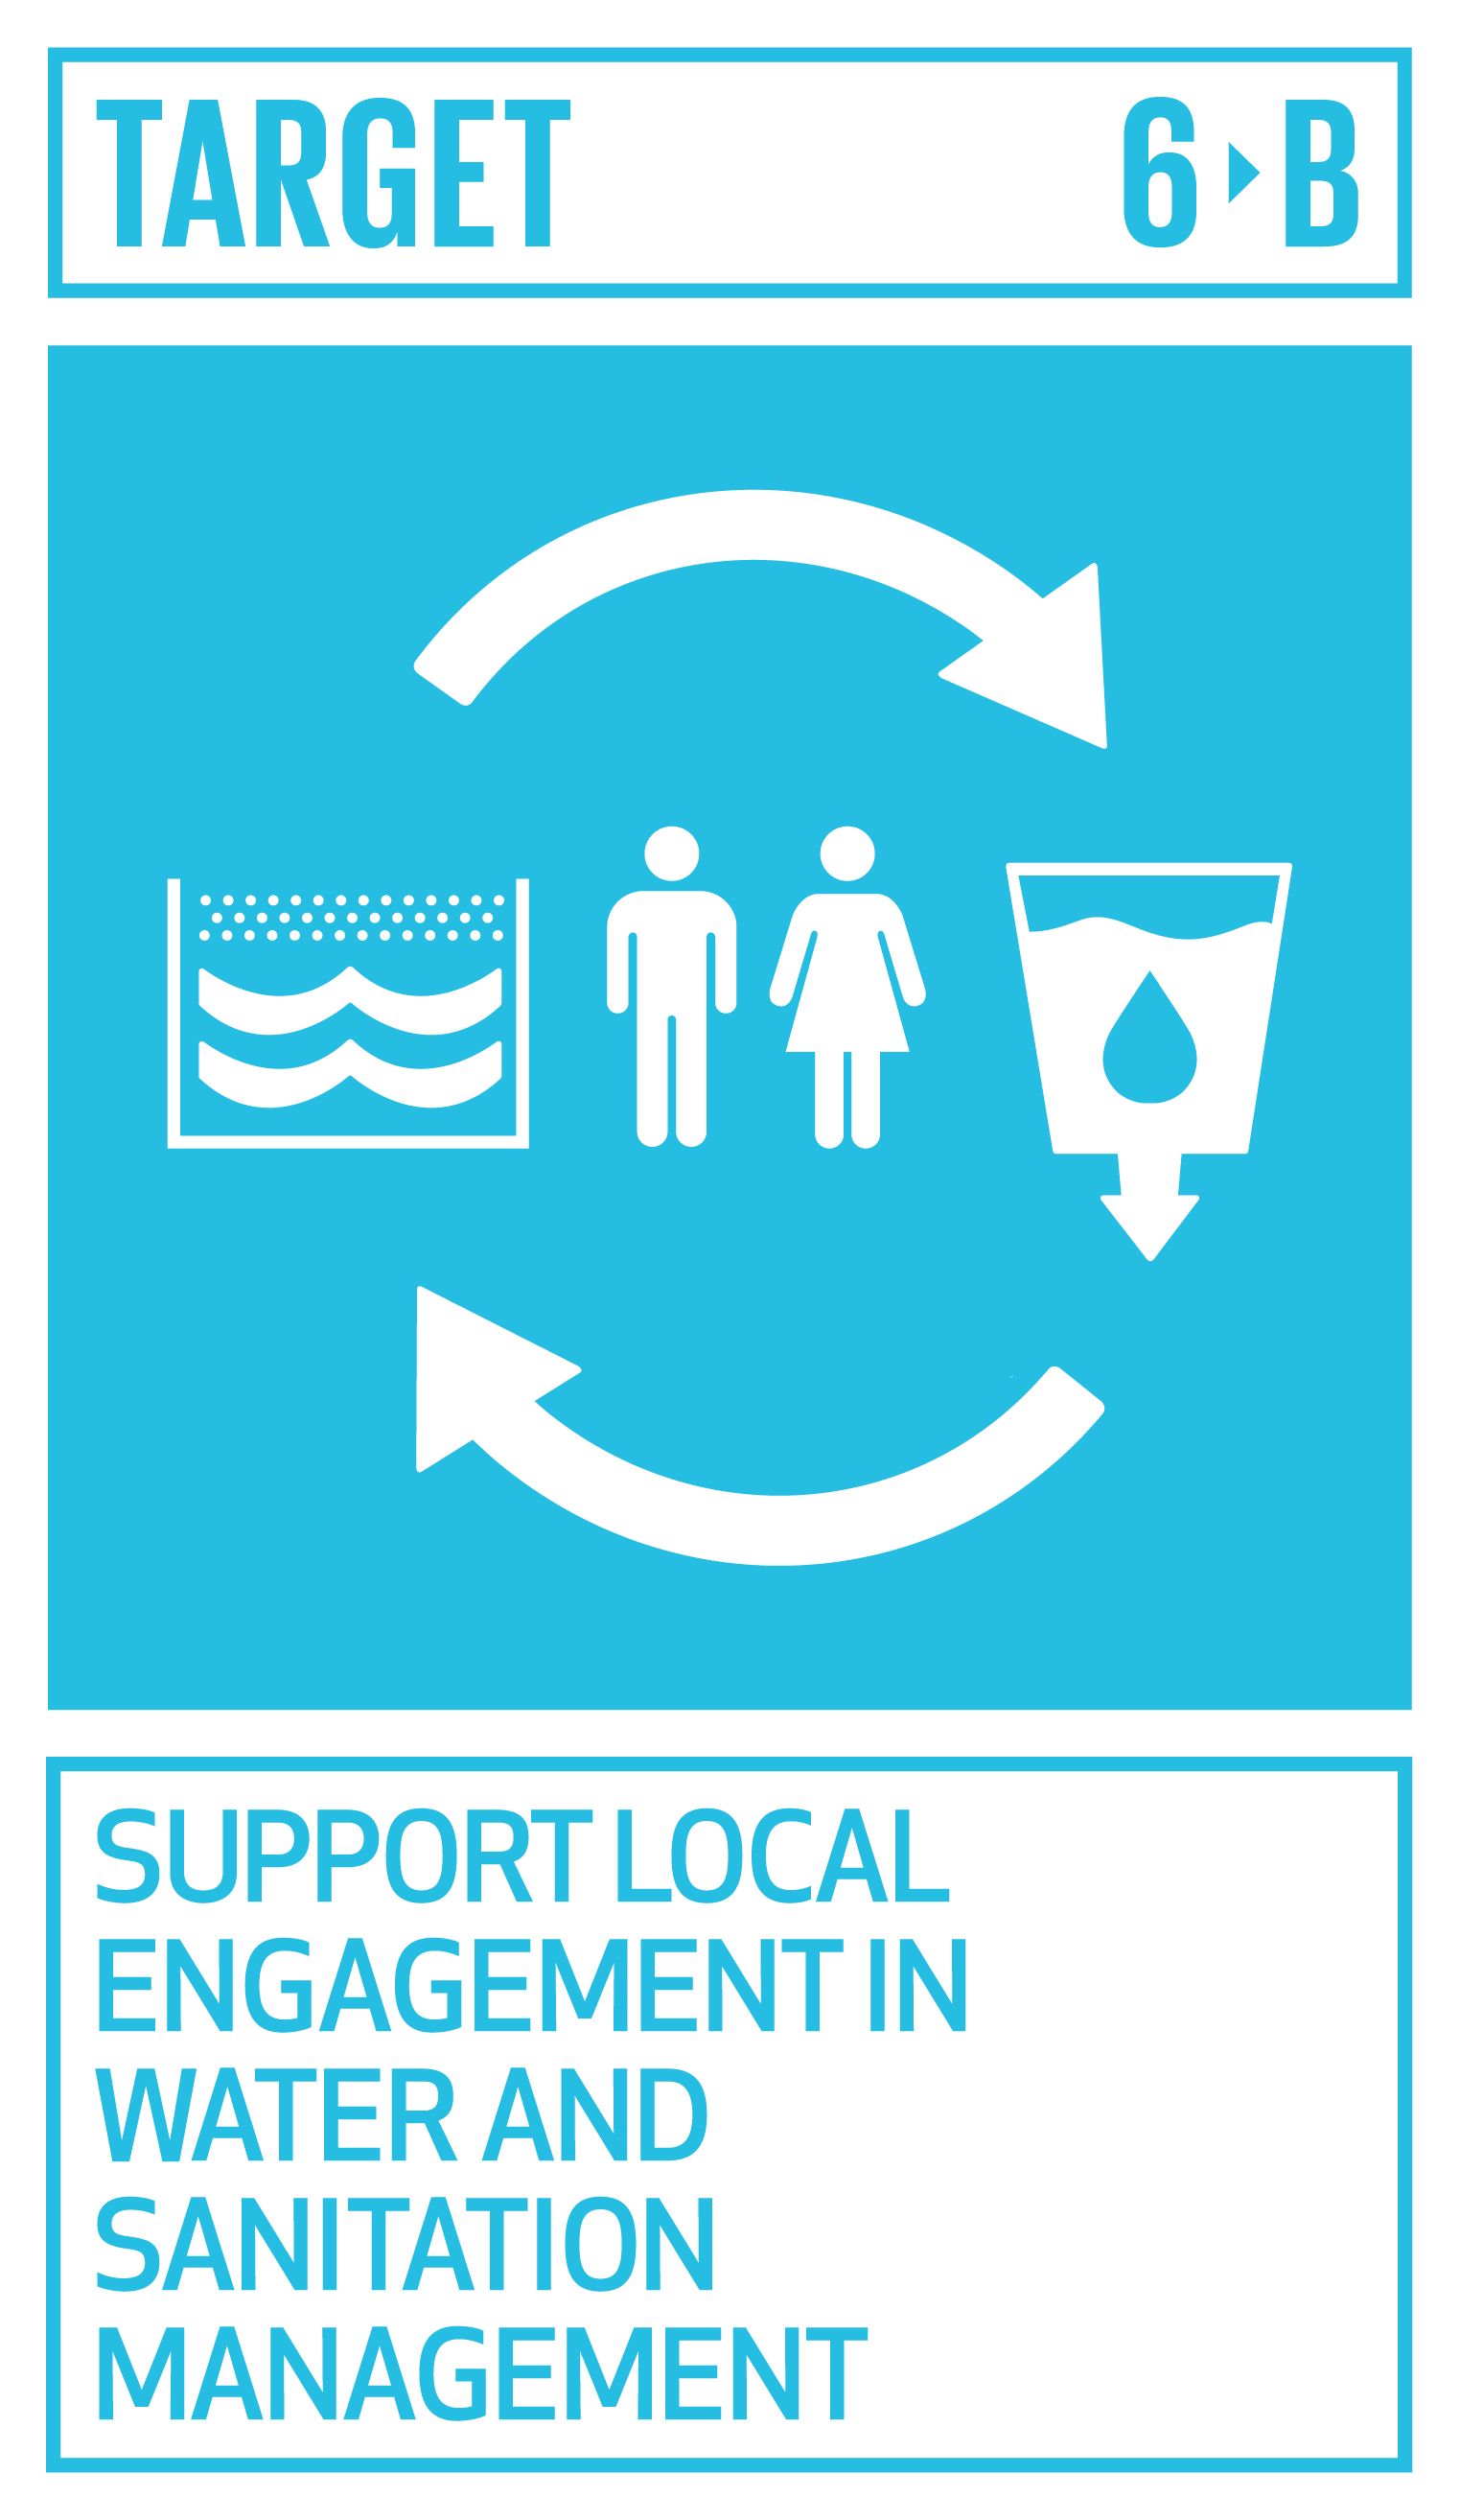 TARGET 6▸B
SUPPORT LOCAL
ENGAGEMENT IN
WATER AND
SANITATION
MANAGEMENT